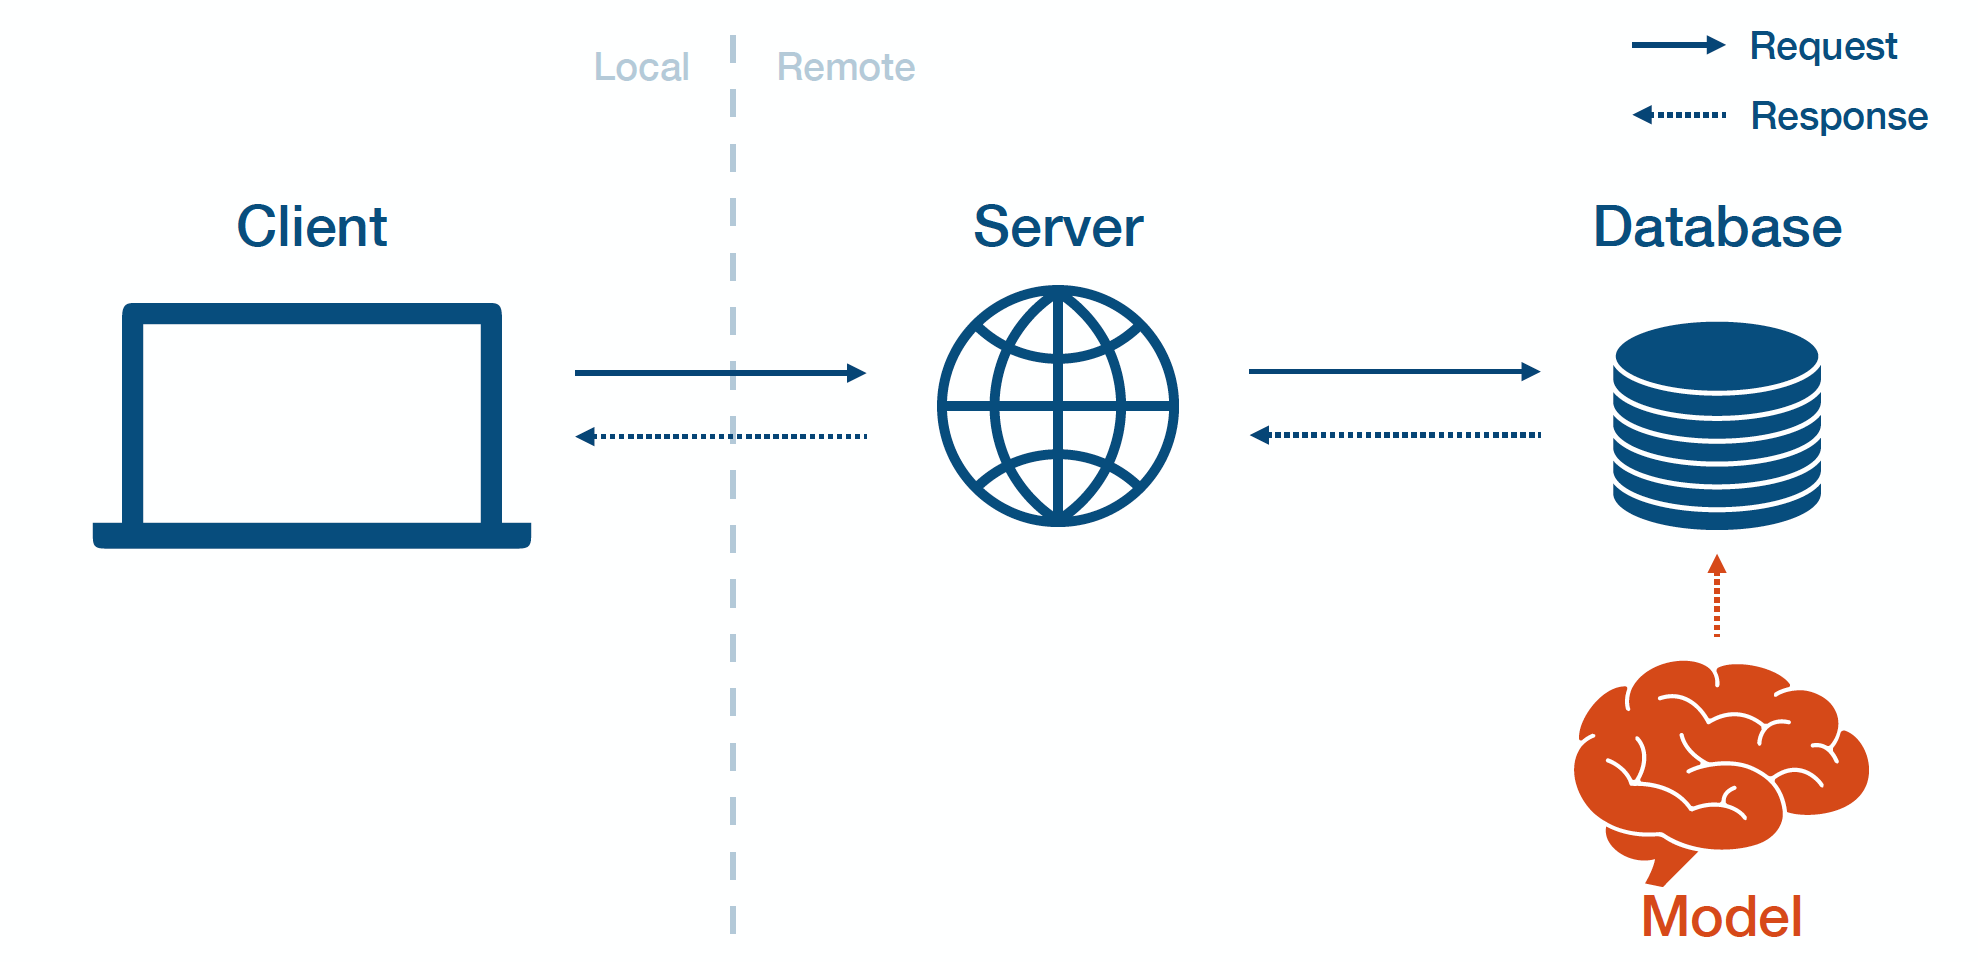 Local
Remote
Request
Response
Client
Server
Database
Model